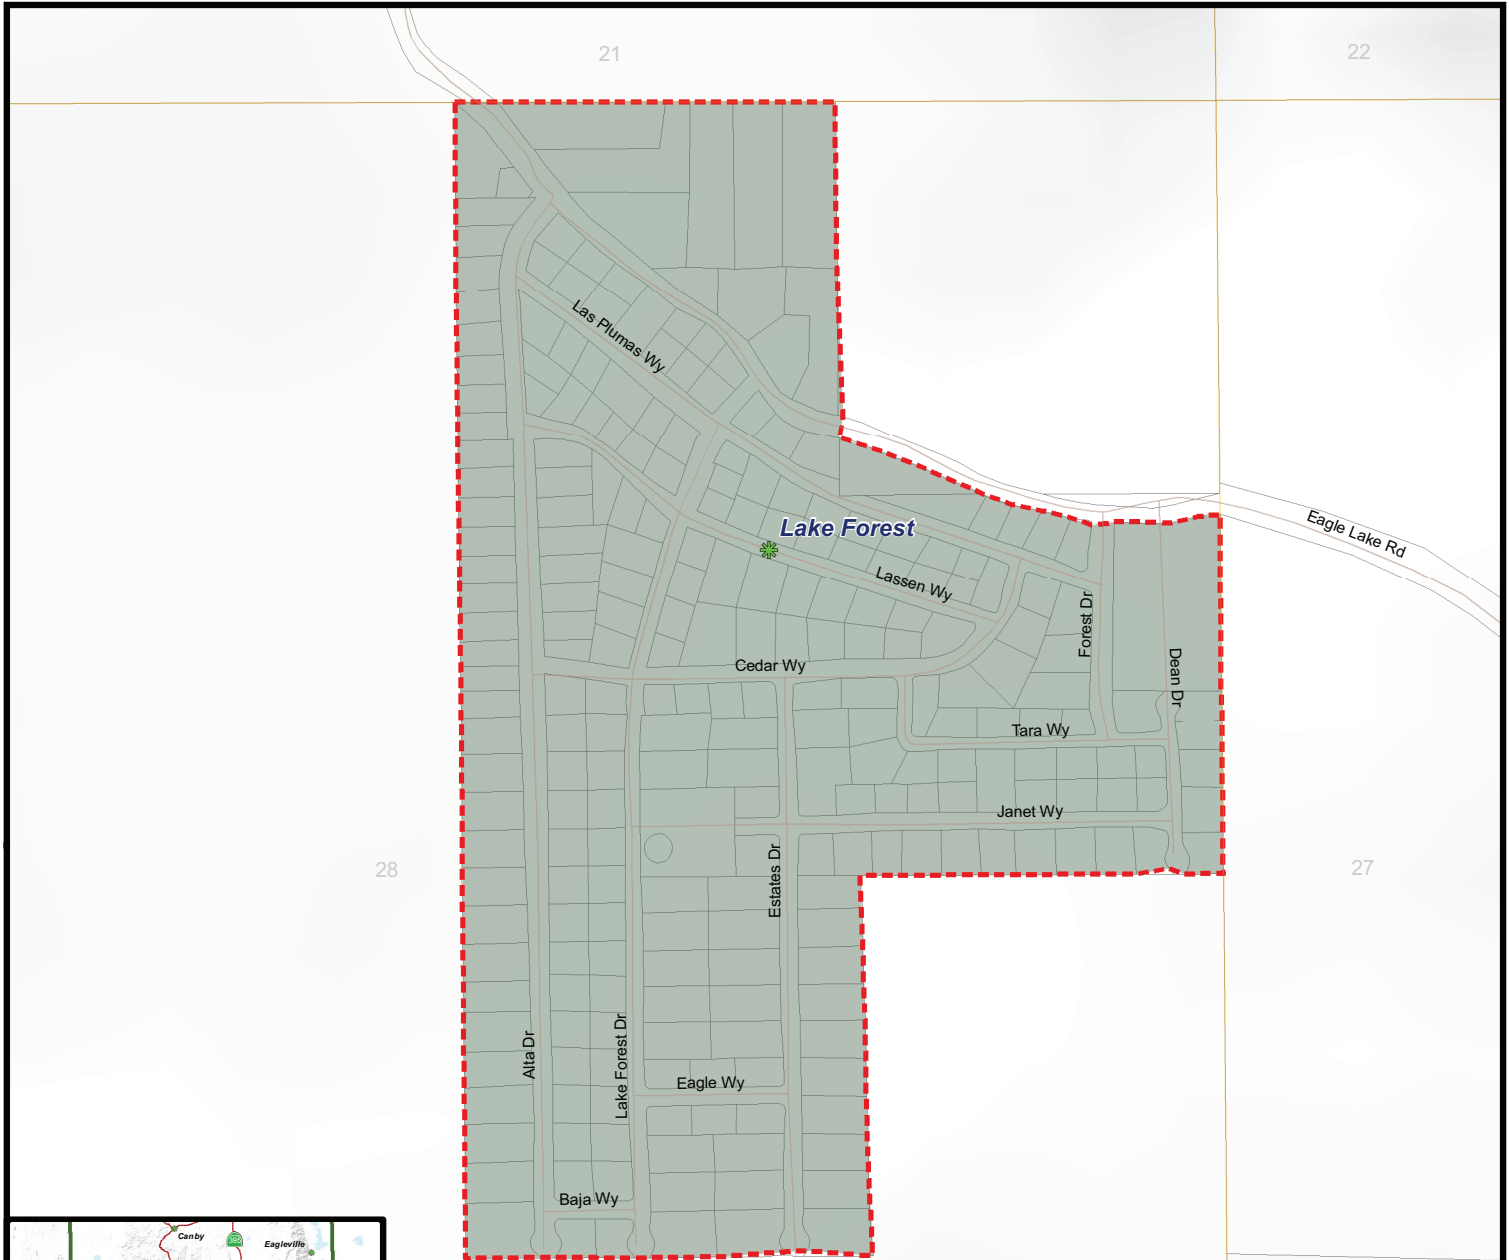 21
22
Las Plumas Wy
Lake Forest
Eagle Lake Rd
Lassen Wy
Forest Dr
Cedar Wy
Dean Dr
Tara Wy
Janet Wy
28
27
Estates Dr
Alta Dr
Lake Forest Dr
Eagle Wy
Baja Wy
Canby
395
Eagleville